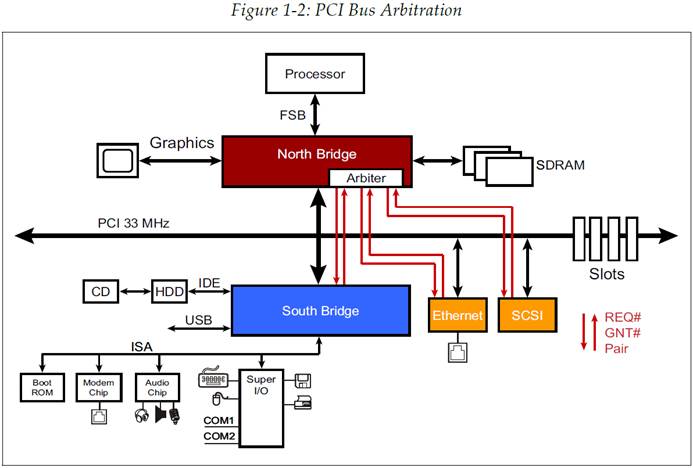 Figure 1-2: PCI Bus Arbitration
Processor
FSB
Graphics
North Bridge
Arbiter
SDRAM
PCI 33 MHz
Slots
CD
HDD
IDE
USB
South Bridge
Ethernet
SCSI
REQ#
GNT#
Pair
ISA
Boot
ROM
Modem
Chip
Audio
Chip
Super
I/O
COM1
COM2